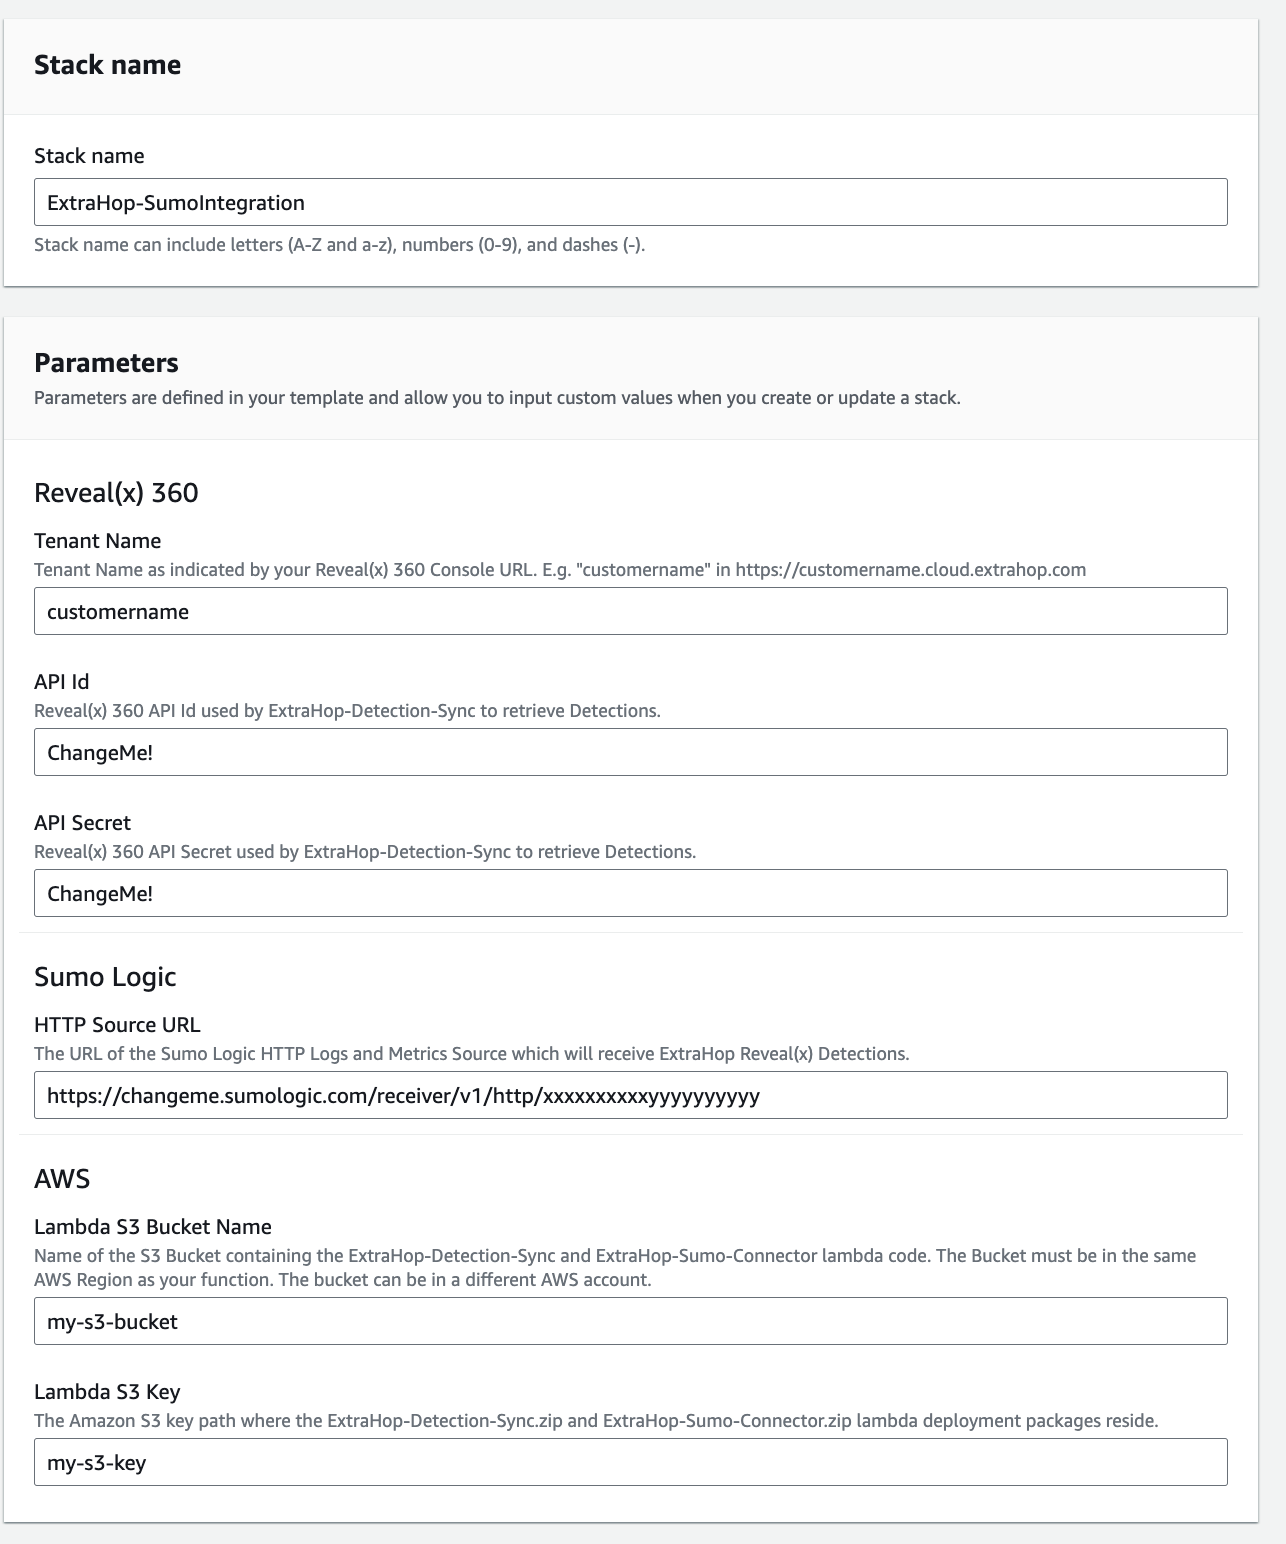 Stack name
Stack name
ExtraHop-SumoIntegration
Stack name can include letters (A-Z and a-z), numbers (0-9), and dashes (-).
Parameters
Parameters are defined in your template and allow you to input custom values when you create or update a stack.
Reveal(x) 360
Tenant Name
Tenant Name as indicated by your Reveal(x) 360 Console URL. E.g. "customername" in https://customername.cloud.extrahop.com
customername
API Id
Reveal(x) 360 API Id used by ExtraHop-Detection-Sync to retrieve Detections.
ChangeMe!
API Secret
Reveal(x) 360 API Secret used by ExtraHop-Detection-Sync to retrieve Detections.
ChangeMe!
Sumo Logic
HTTP Source URL
The URL of the Sumo Logic HTTP Logs and Metrics Source which will receive ExtraHop Reveal(x) Detections.
https://changeme.sumologic.com/receiver/v1/http/xxxxxxxxxxyyyyyyyyyy
AWS
Lambda S3 Bucket Name
Name of the S3 Bucket containing the ExtraHop-Detection-Sync and ExtraHop-Sumo-Connector lambda code. The Bucket must be in the same
AWS Region as your function. The bucket can be in a different AWS account.
my-s3-bucket
Lambda S3 Key
The Amazon S3 key path where the ExtraHop-Detection-Sync.zip and ExtraHop-Sumo-Connector.zip lambda deployment packages reside.
my-s3-key